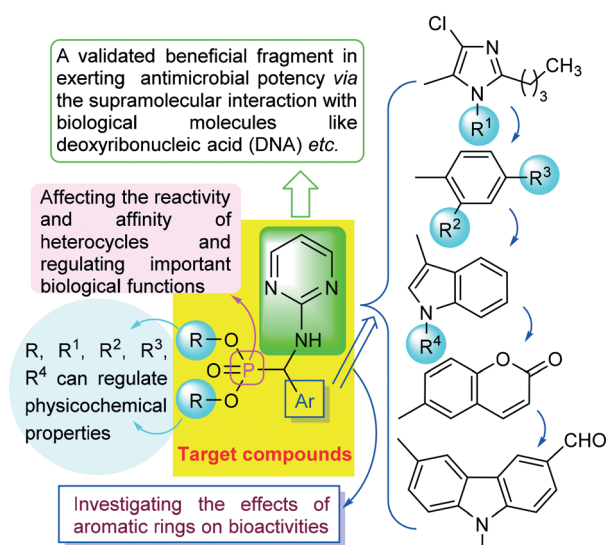 A validated beneficial fragment in
exerting antimicrobial potency via
the supramolecular interaction with
biological molecules like
deoxyribonucleic acid (DNA) etc.
Affecting the reactivity
and affinity of
heterocycles and
regulating important
biological functions
R, R¹, R², R³,
R⁴ can regulate
physicochemical
properties
N N
NH
R O
O P
R O
Ar
Target compounds
Investigating the effects of
aromatic rings on bioactivities
Cl
N
CH₃
N ( )₃
R¹
R³
R²
N
R⁴
O O
CHO
N